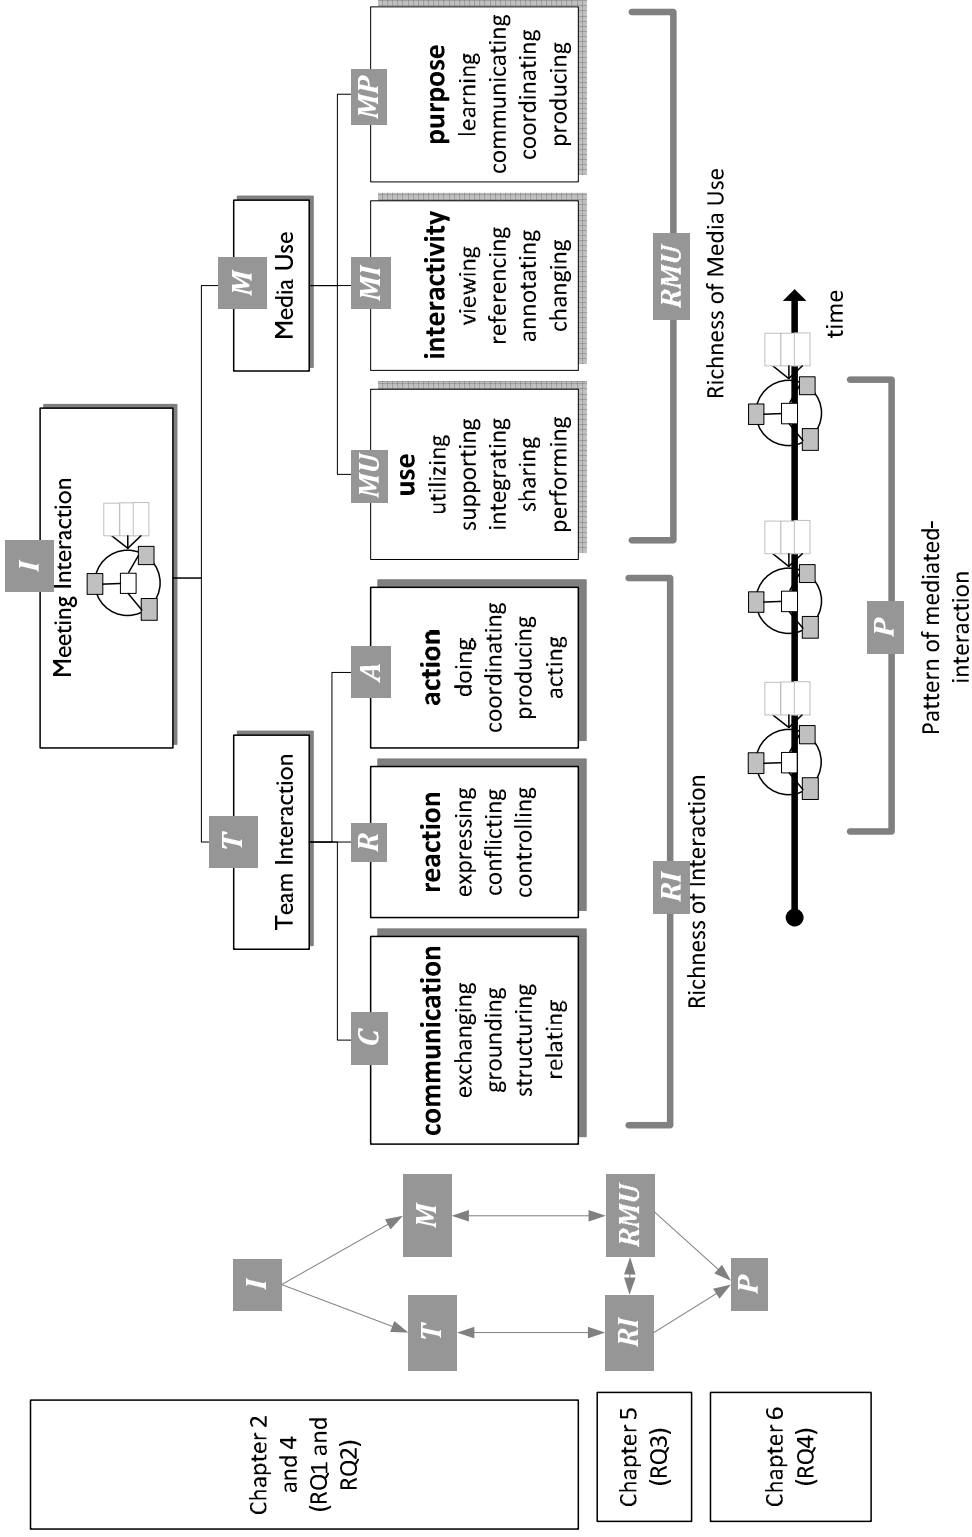 Chapter 2
and 4
(RQ1 and
RQ2)
Chapter 5
(RQ3)
Chapter 6
(RQ4)
I
T
M
RI
RMU
P
I
Meeting Interaction
T
Team Interaction
M
Media Use
C
communication
exchanging
grounding
structuring
relating
R
reaction
expressing
conflicting
controlling
A
action
doing
coordinating
producing
acting
MU
use
utilizing
supporting
integrating
sharing
performing
MI
interactivity
viewing
referencing
annotating
changing
MP
purpose
learning
communicating
coordinating
producing
RI
Richness of Interaction
RMU
Richness of Media Use
time
P
Pattern of mediated-
interaction